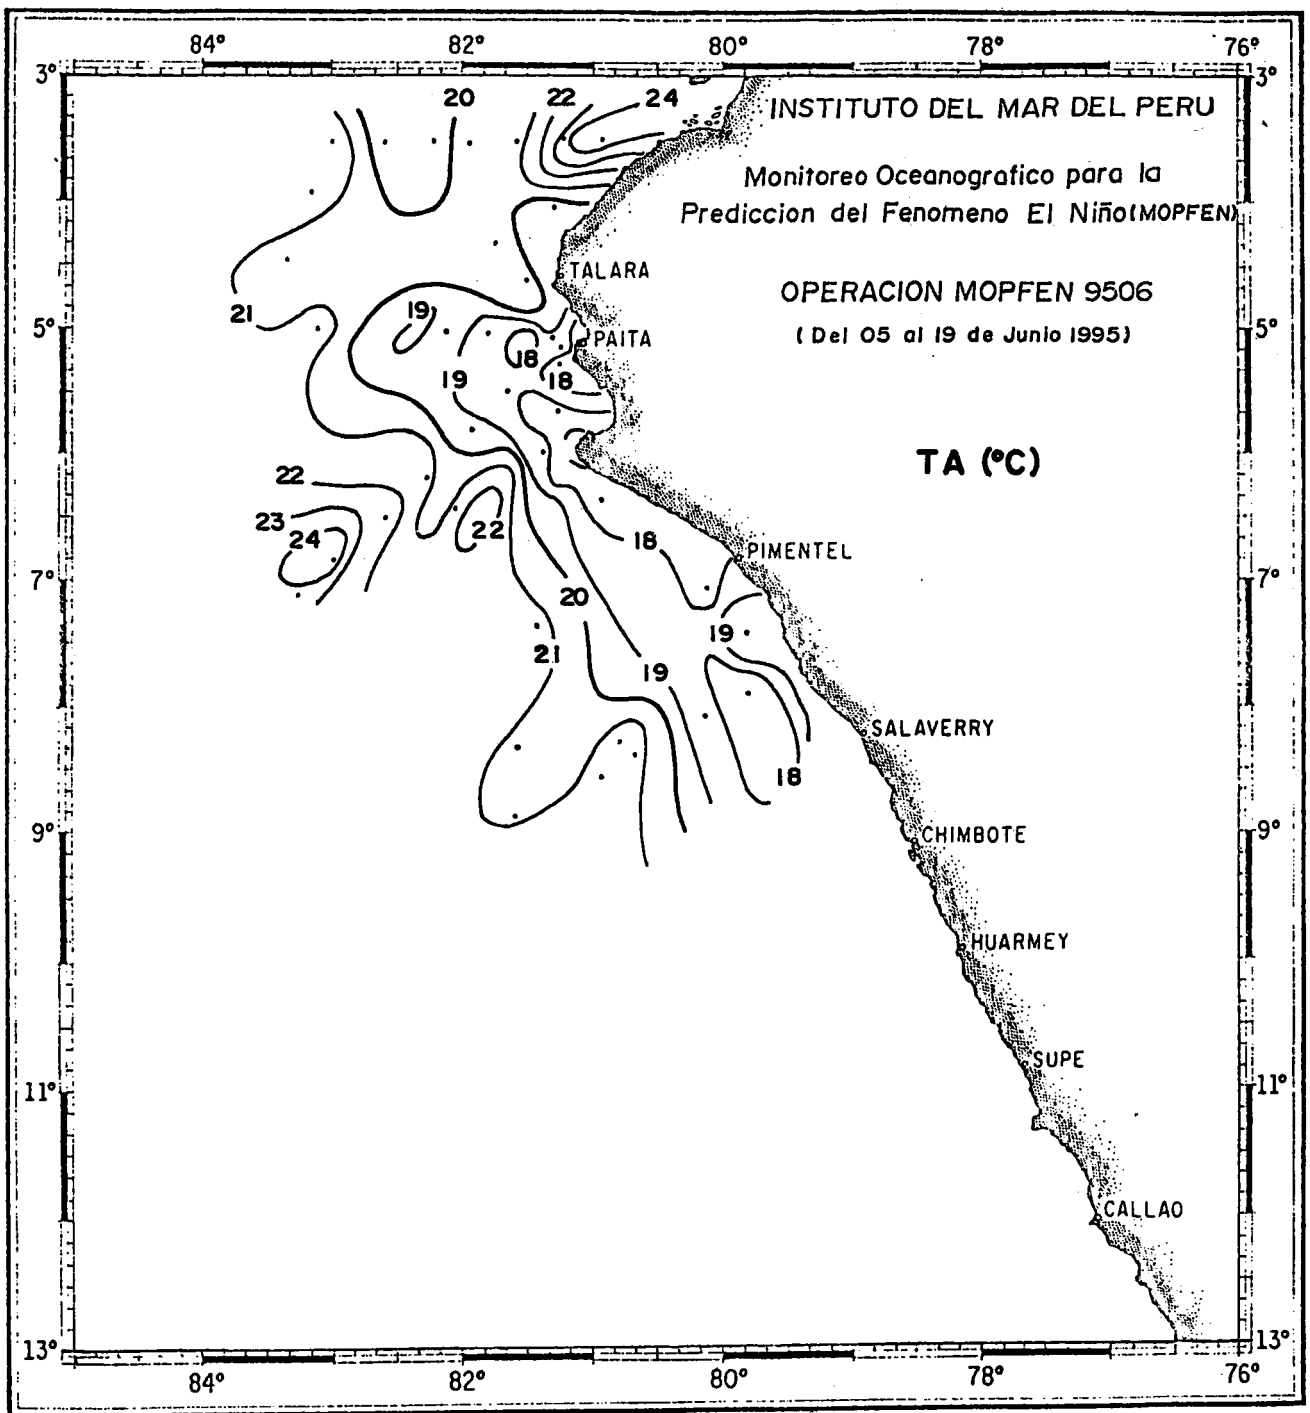 84° 82° 80° 78° 76°
3° 3°
20 22 24
INSTITUTO DEL MAR DEL PERU
Monitoreo Oceanografico para la
Prediccion del Fenomeno El Niño(MOPFEN)
TALARA
OPERACION MOPFEN 9506
21 19
5° PAITA (Del 05 al 19 de Junio 1995) 5°
18
19 18
TA (°C)
22
23 22
24 18
PIMENTEL
7° 7°
20
19
21 19
SALAVERRY
18
9° CHIMBOTE 9°
HUARMEY
SUPE
11° 11°
CALLAO
13° 13°
84° 82° 80° 78° 76°